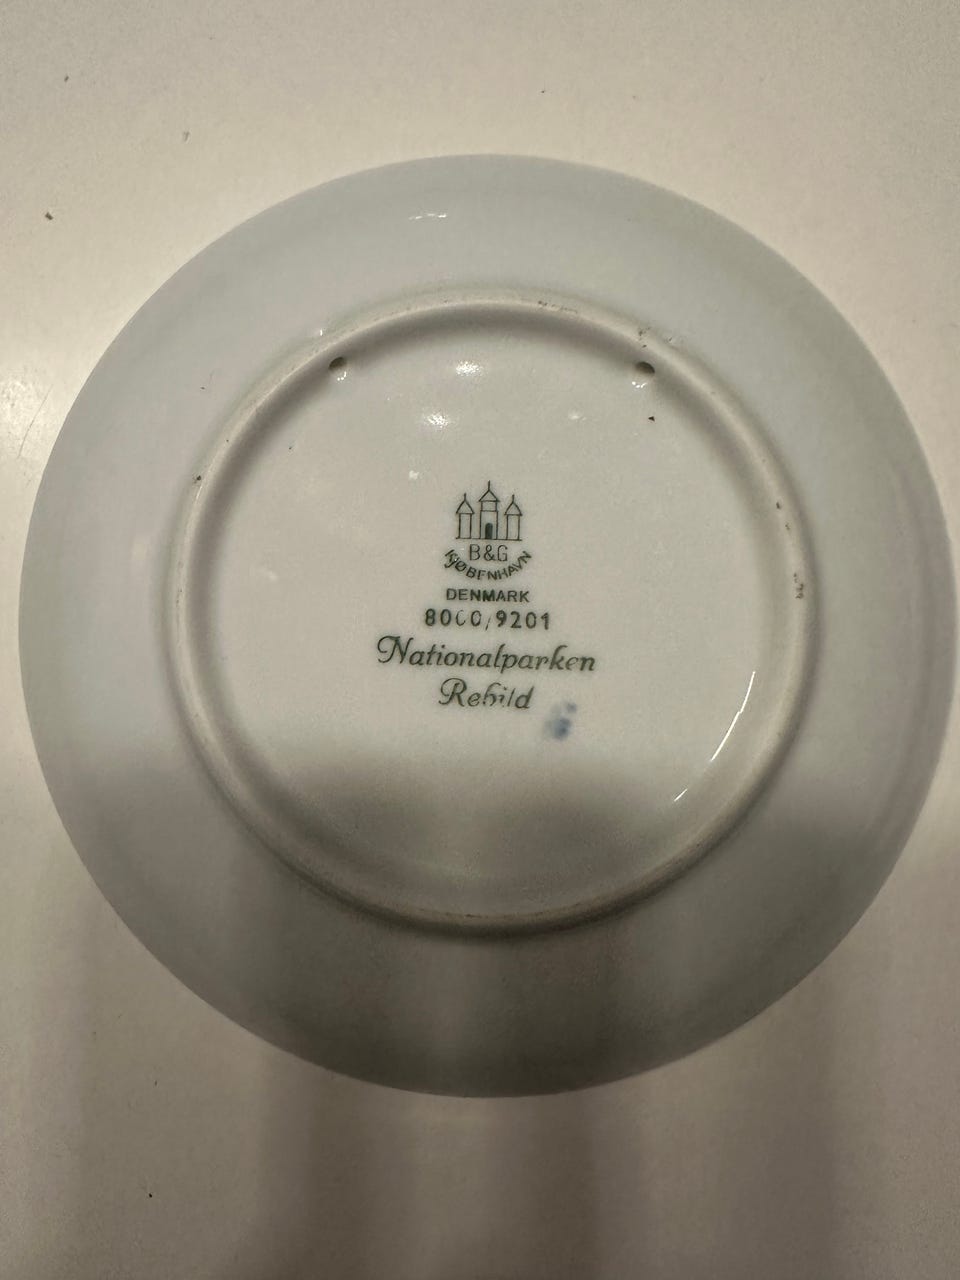 B&G
KJØBENHAVN
DENMARK
8000/9201
Nationalparken
Rebild